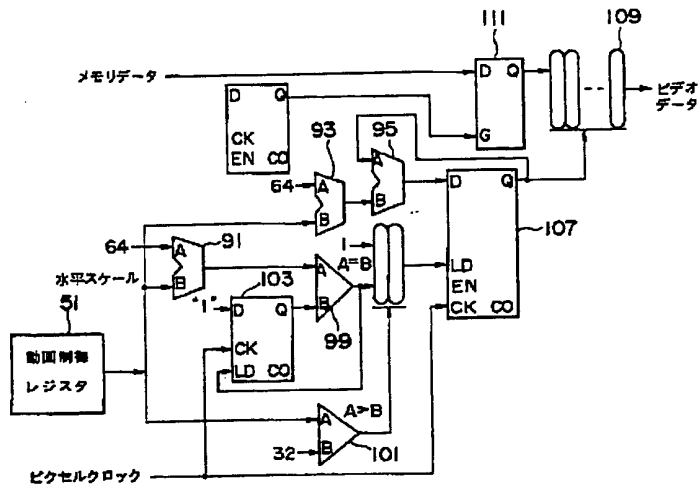 111
109
メモリデータ
D Q
D Q
ビデオ
データ
93
95
G
CK
EN CO
A
64
A
B
D Q
B
107
64
A
91
1
A=B
LD
水平スケール
B
103
A
EN
"1"
D Q
CK CO
51
B
99
動画制御
レジスタ
CK
LD CO
A>B
A
32
B
101
ピクセルクロック